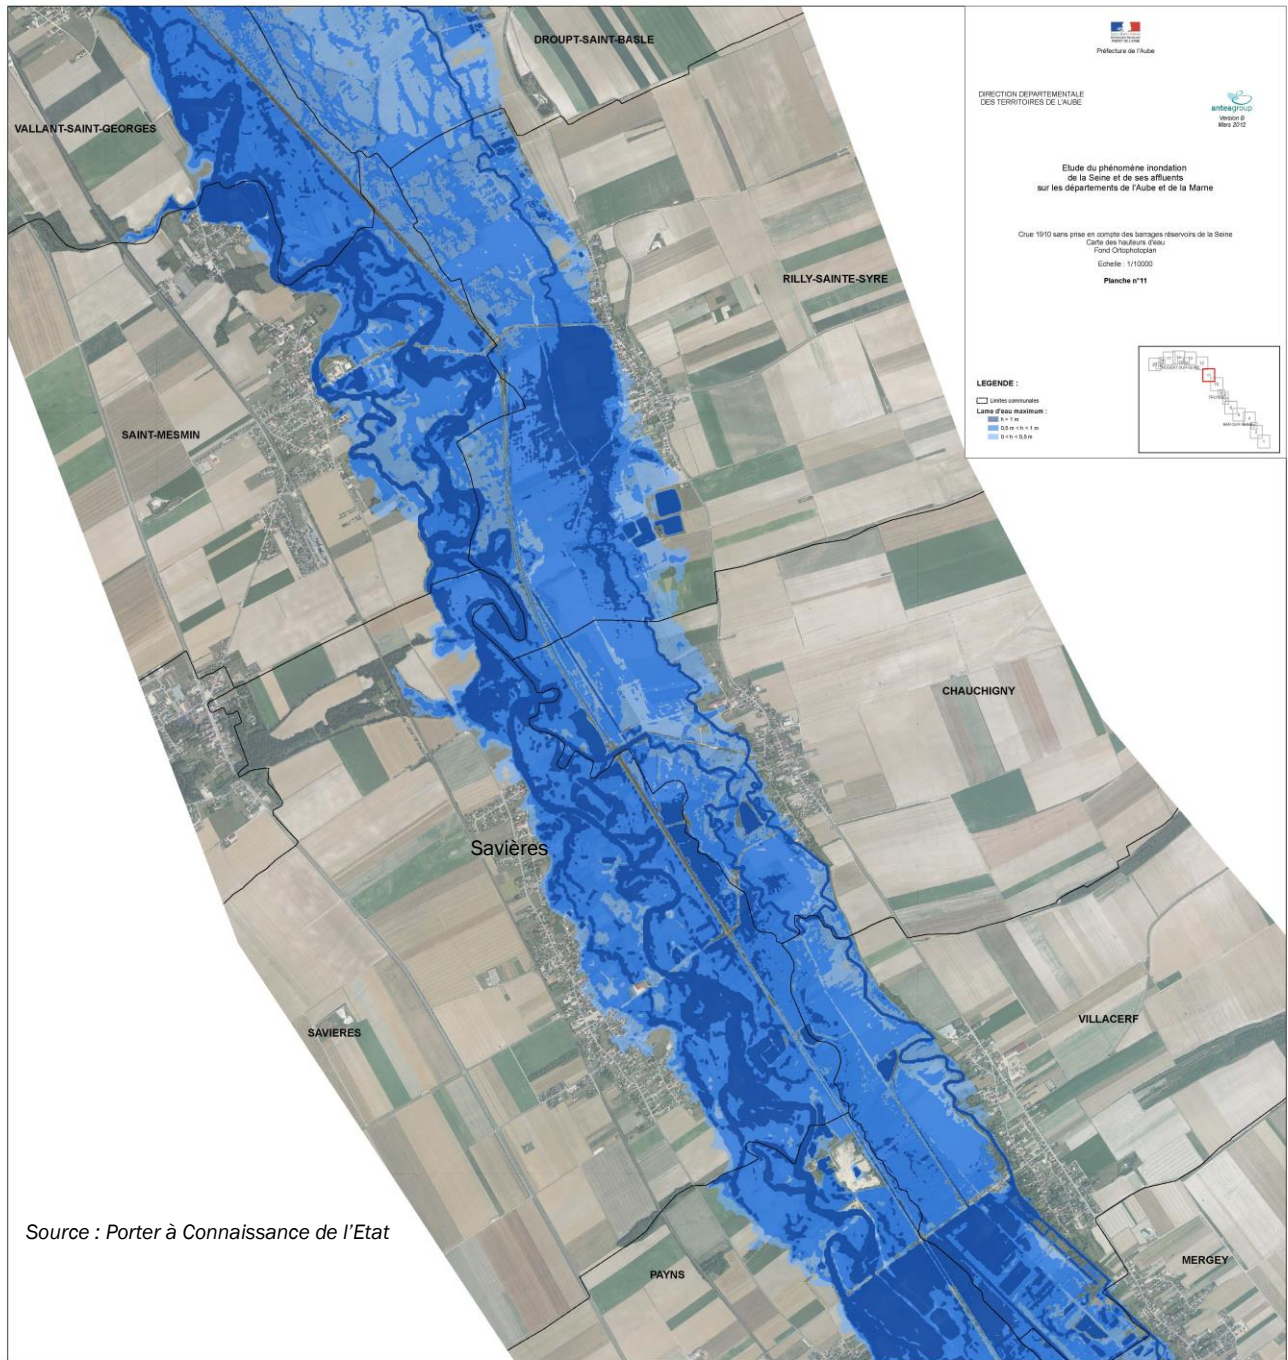 DROUPT-SAINT-BASLE
VALLANT-SAINT-GEORGES
RILLY-SAINTE-SYRE
SAINT-MESMIN
CHAUCHIGNY
Savières
SAVIERES
VILLACERF
PAYNS
MERGEY
Source : Porter à Connaissance de l'Etat
Préfecture de l'Aube
DIRECTION DEPARTEMENTALE
DES TERRITOIRES DE L'AUBE
anteagroup
Version B
Mars 2012
Etude du phénomène inondation
de la Seine et de ses affluents
sur les départements de l'Aube et de la Marne
Crue 1910 sans prise en compte des barrages réservoirs de la Seine
Carte des hauteurs d'eau
Fond Ortophotoplan
Echelle : 1/10000
Planche n°11
LEGENDE :
Limites communales
Lame d'eau maximum :
h > 1 m
0,5 m < h < 1 m
0 < h < 0,5 m